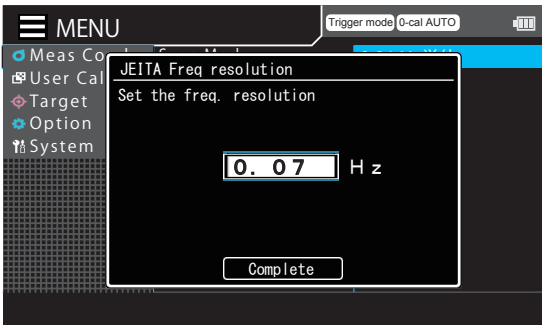 MENU
Trigger mode 0-cal AUTO
Meas Co
User Cal
Target
Option
System
JEITA Freq resolution
Set the freq. resolution
0. 07 Hz
Complete